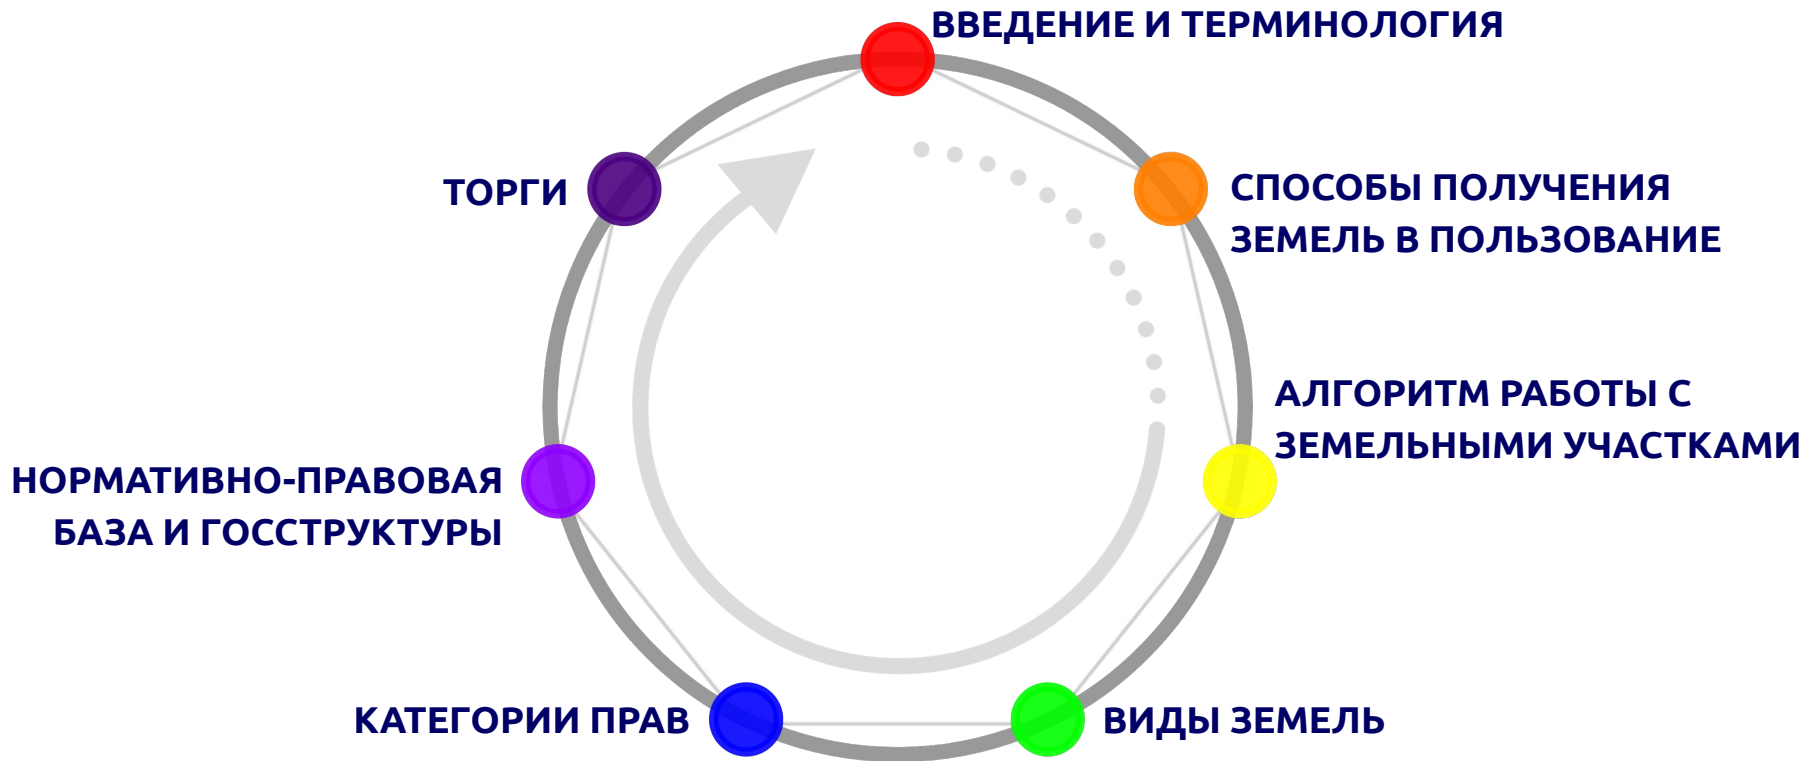 ВВЕДЕНИЕ И ТЕРМИНОЛОГИЯ
СПОСОБЫ ПОЛУЧЕНИЯ
ЗЕМЕЛЬ В ПОЛЬЗОВАНИЕ
АЛГОРИТМ РАБОТЫ С
ЗЕМЕЛЬНЫМИ УЧАСТКАМИ
ВИДЫ ЗЕМЕЛЬ
КАТЕГОРИИ ПРАВ
НОРМАТИВНО-ПРАВОВАЯ
БАЗА И ГОССТРУКТУРЫ
ТОРГИ